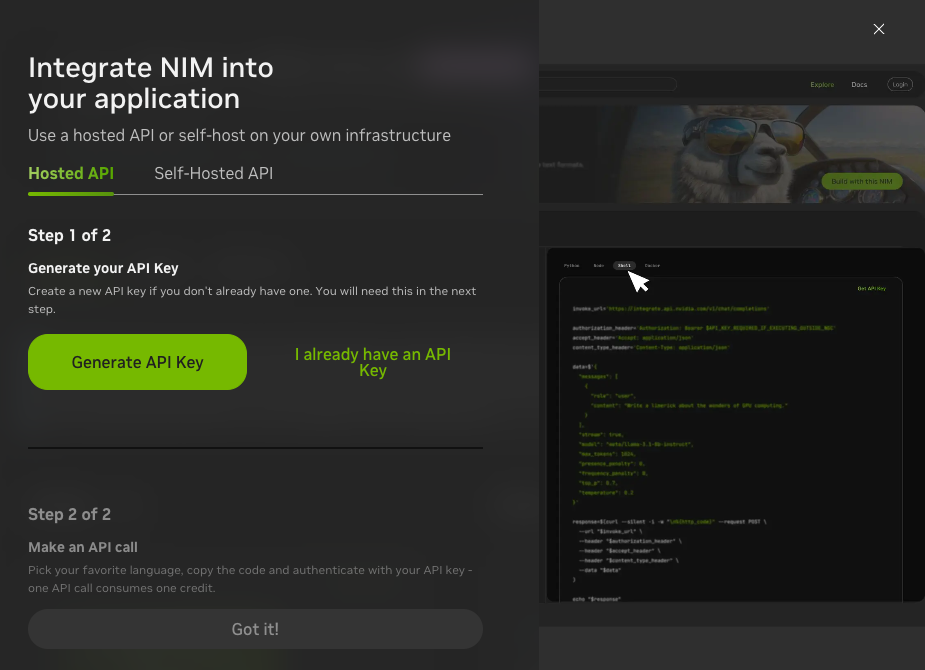 Integrate NIM into
your application
Use a hosted API or self-host on your own infrastructure
Hosted API
Self-Hosted API
Step 1 of 2
Generate your API Key
Create a new API key if you don't already have one. You will need this in the next
step.
Generate API Key
I already have an API
Key
Step 2 of 2
Make an API call
Pick your favorite language, copy the code and authenticate with your API key -
one API call consumes one credit.
Got it!
Explore
Docs
Login
Build with this NIM
Python
Node
Shell
Docker
Get API Key
invoke_url='https://integrate.api.nvidia.com/v1/chat/completions'
authorization_header='Authorization: Bearer $API_KEY_REQUIRED_IF_EXECUTING_OUTSIDE_NGC'
accept_header='Accept: application/json'
content_type_header='Content-Type: application/json'
data=$'{
"messages": [
{
"role": "user",
"content": "Write a limerick about the wonders of GPU computing."
}
],
"stream": true,
"model": "meta/llama-3.1-8b-instruct",
"max_tokens": 1024,
"presence_penalty": 0,
"frequency_penalty": 0,
"top_p": 0.7,
"temperature": 0.2
}'
response=$(curl --silent -i -w "\n%{http_code}" --request POST \
--url "$invoke_url" \
--header "$authorization_header" \
--header "$accept_header" \
--header "$content_type_header" \
--data "$data"
)
echo "$response"